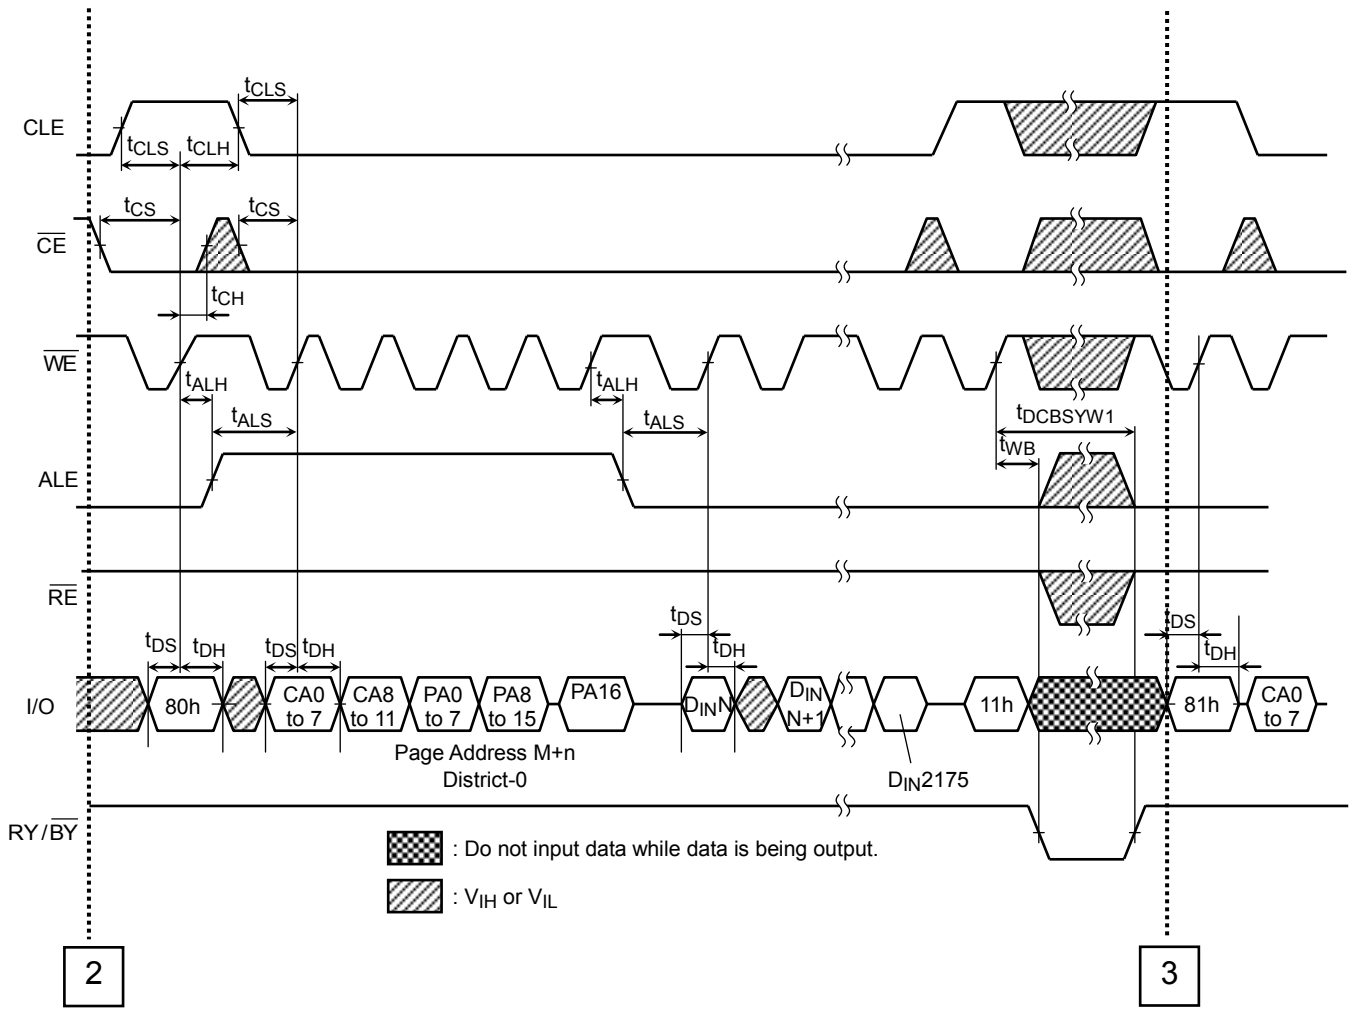 tCLS
CLE
tCLS
tCLH
tCS
tCS
CE
tCH
WE
tALH
tALH
tALS
tALS
tDCBSYW1
tWB
ALE
RE
tDS
tDH
tDS
tDH
tDS
tDH
DS
tDH
I/O
80h
CA0
to 7
CA8
to 11
PA0
to 7
PA8
to 15
PA16
DINN
DIN
N+1
11h
81h
CA0
to 7
Page Address M+n
District-0
DIN2175
RY/BY
: Do not input data while data is being output.
: VIH or VIL
2
3